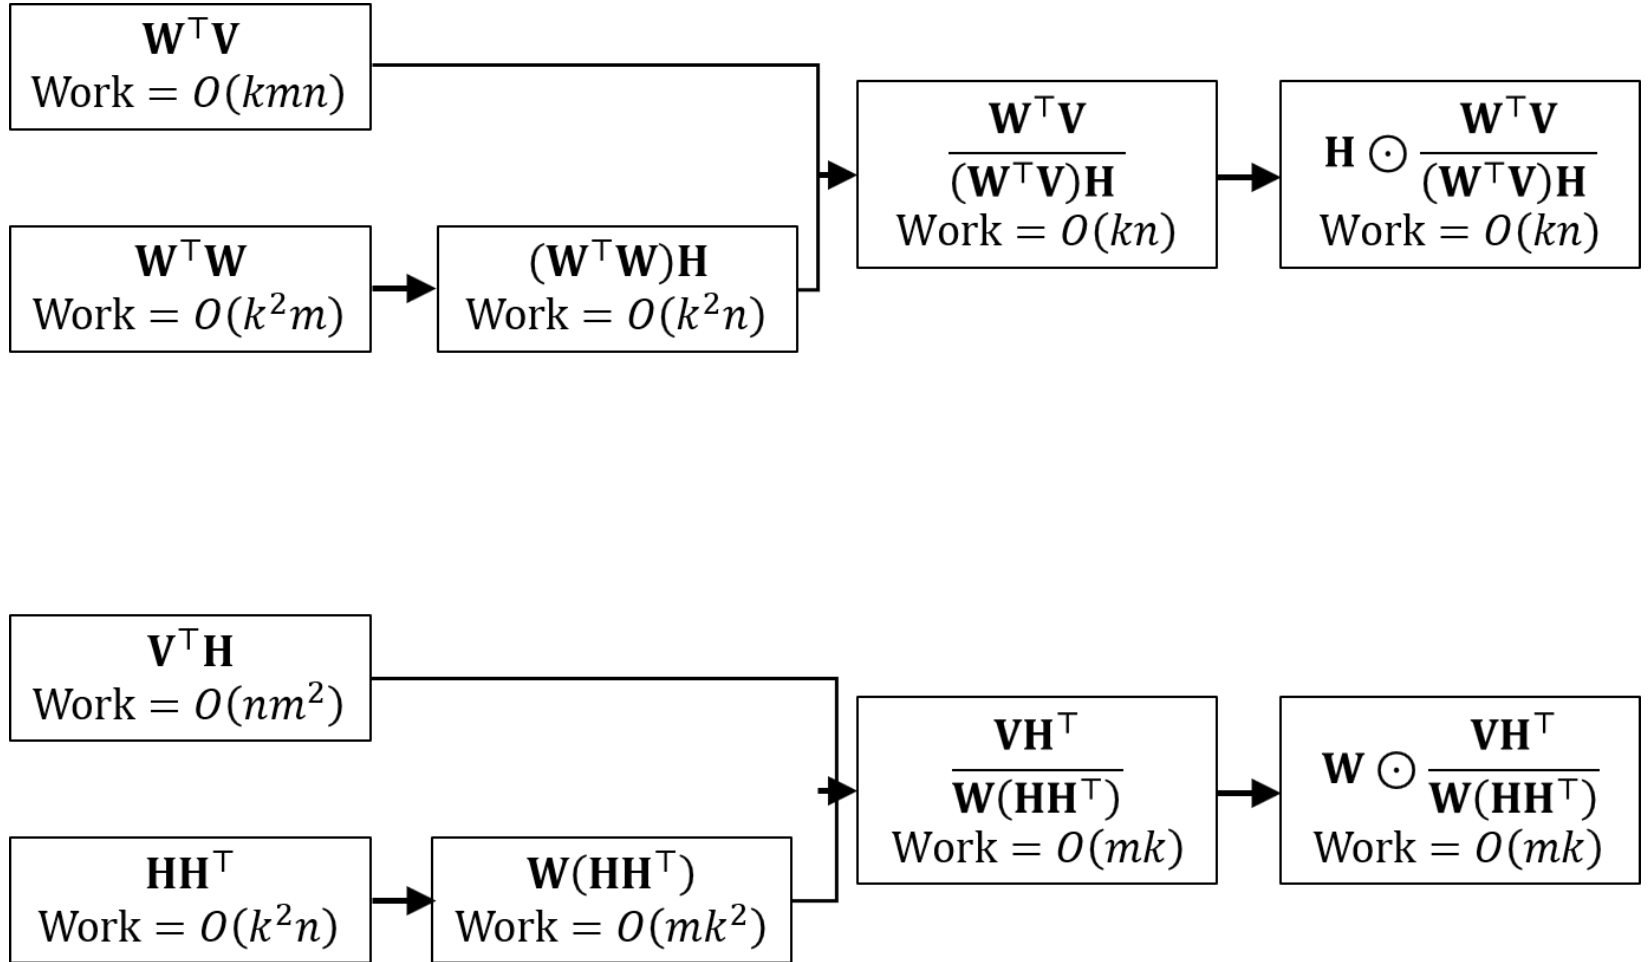 W⊤V
Work = O(kmn)
W⊤W
Work = O(k²m)
(W⊤W)H
Work = O(k²n)
W⊤V
(W⊤V)H
Work = O(kn)
H ⊙ W⊤V
(W⊤V)H
Work = O(kn)
V⊤H
Work = O(nm²)
HH⊤
Work = O(k²n)
W(HH⊤)
Work = O(mk²)
VH⊤
W(HH⊤)
Work = O(mk)
W ⊙ VH⊤
W(HH⊤)
Work = O(mk)